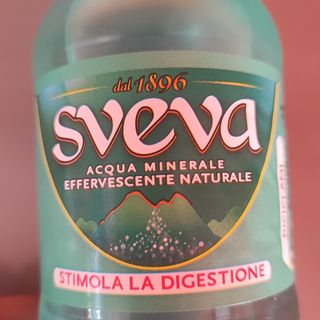 dal 1896
sveva
ACQUA MINERALE
EFFERVESCENTE NATURALE
STIMOLA LA DIGESTIONE